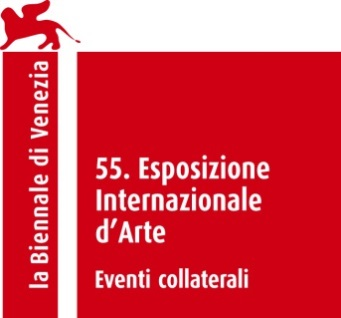 la Biennale di Venezia
55. Esposizione
Internazionale
d'Arte
Eventi collaterali